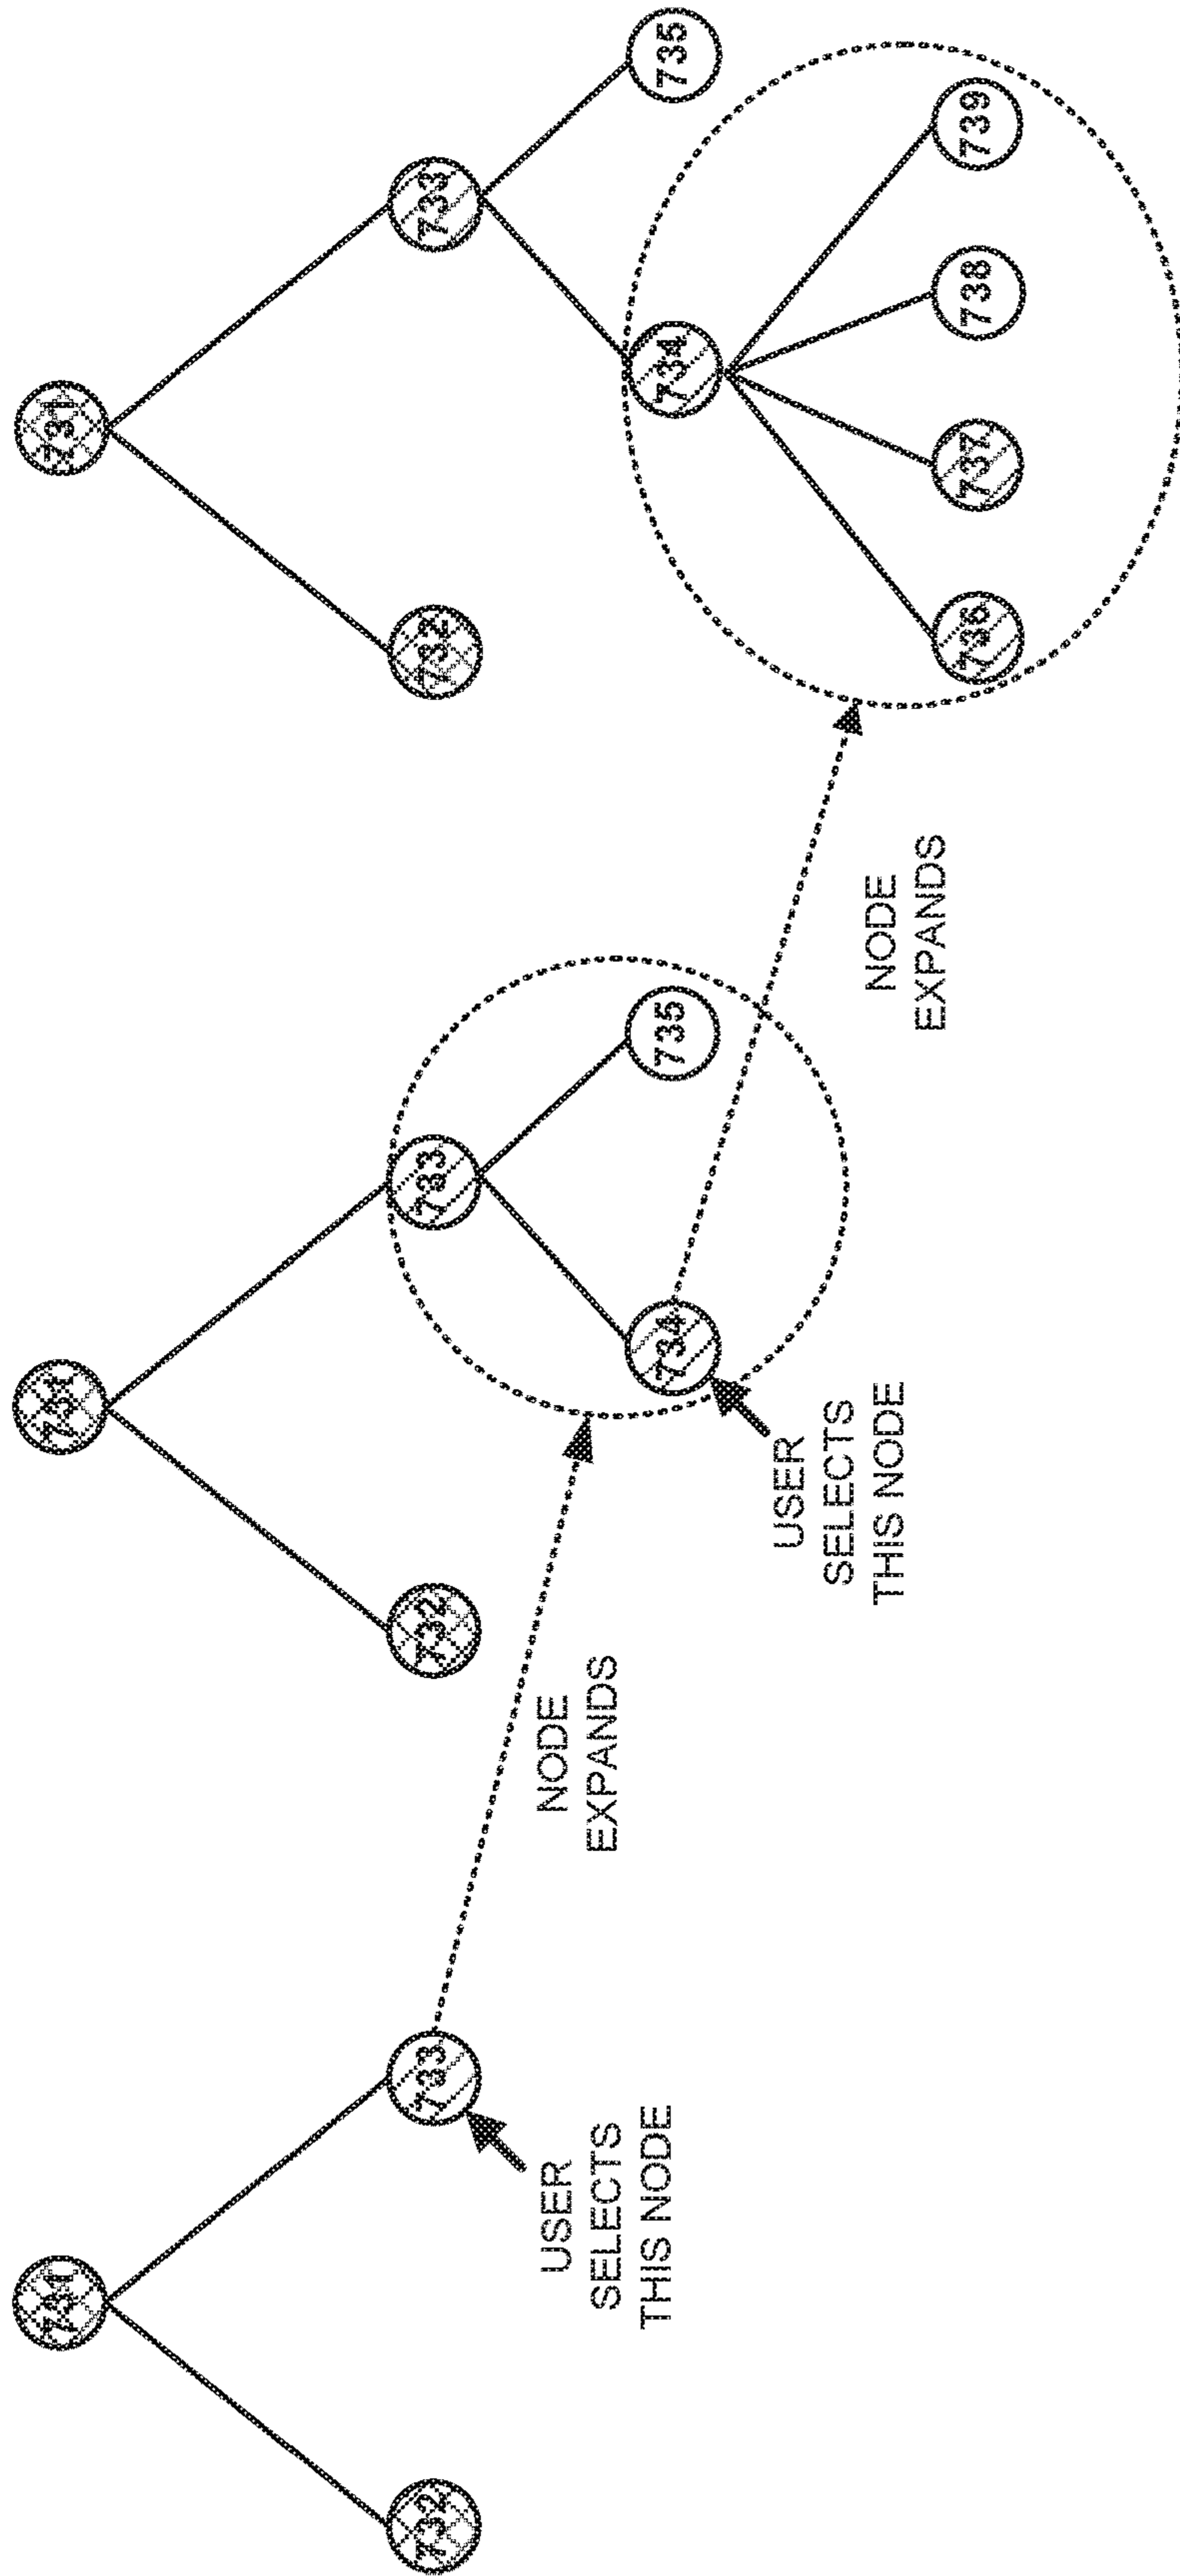 731
732
733
USER
SELECTS
THIS NODE
NODE
EXPANDS
731
732
733
734
735
USER
SELECTS
THIS NODE
NODE
EXPANDS
731
732
733
734
735
736
737
738
739